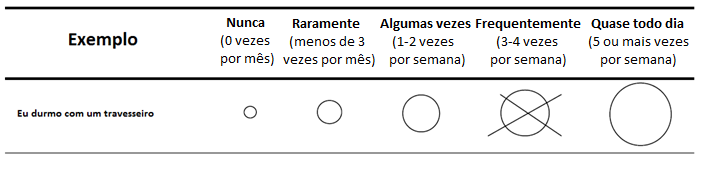 Exemplo
Nunca
(0 vezes
por mês)
Raramente
(menos de 3
vezes por mês)
Algumas vezes
(1-2 vezes
por semana)
Frequentemente
(3-4 vezes
por semana)
Quase todo dia
(5 ou mais vezes
por semana)
Eu durmo com um travesseiro